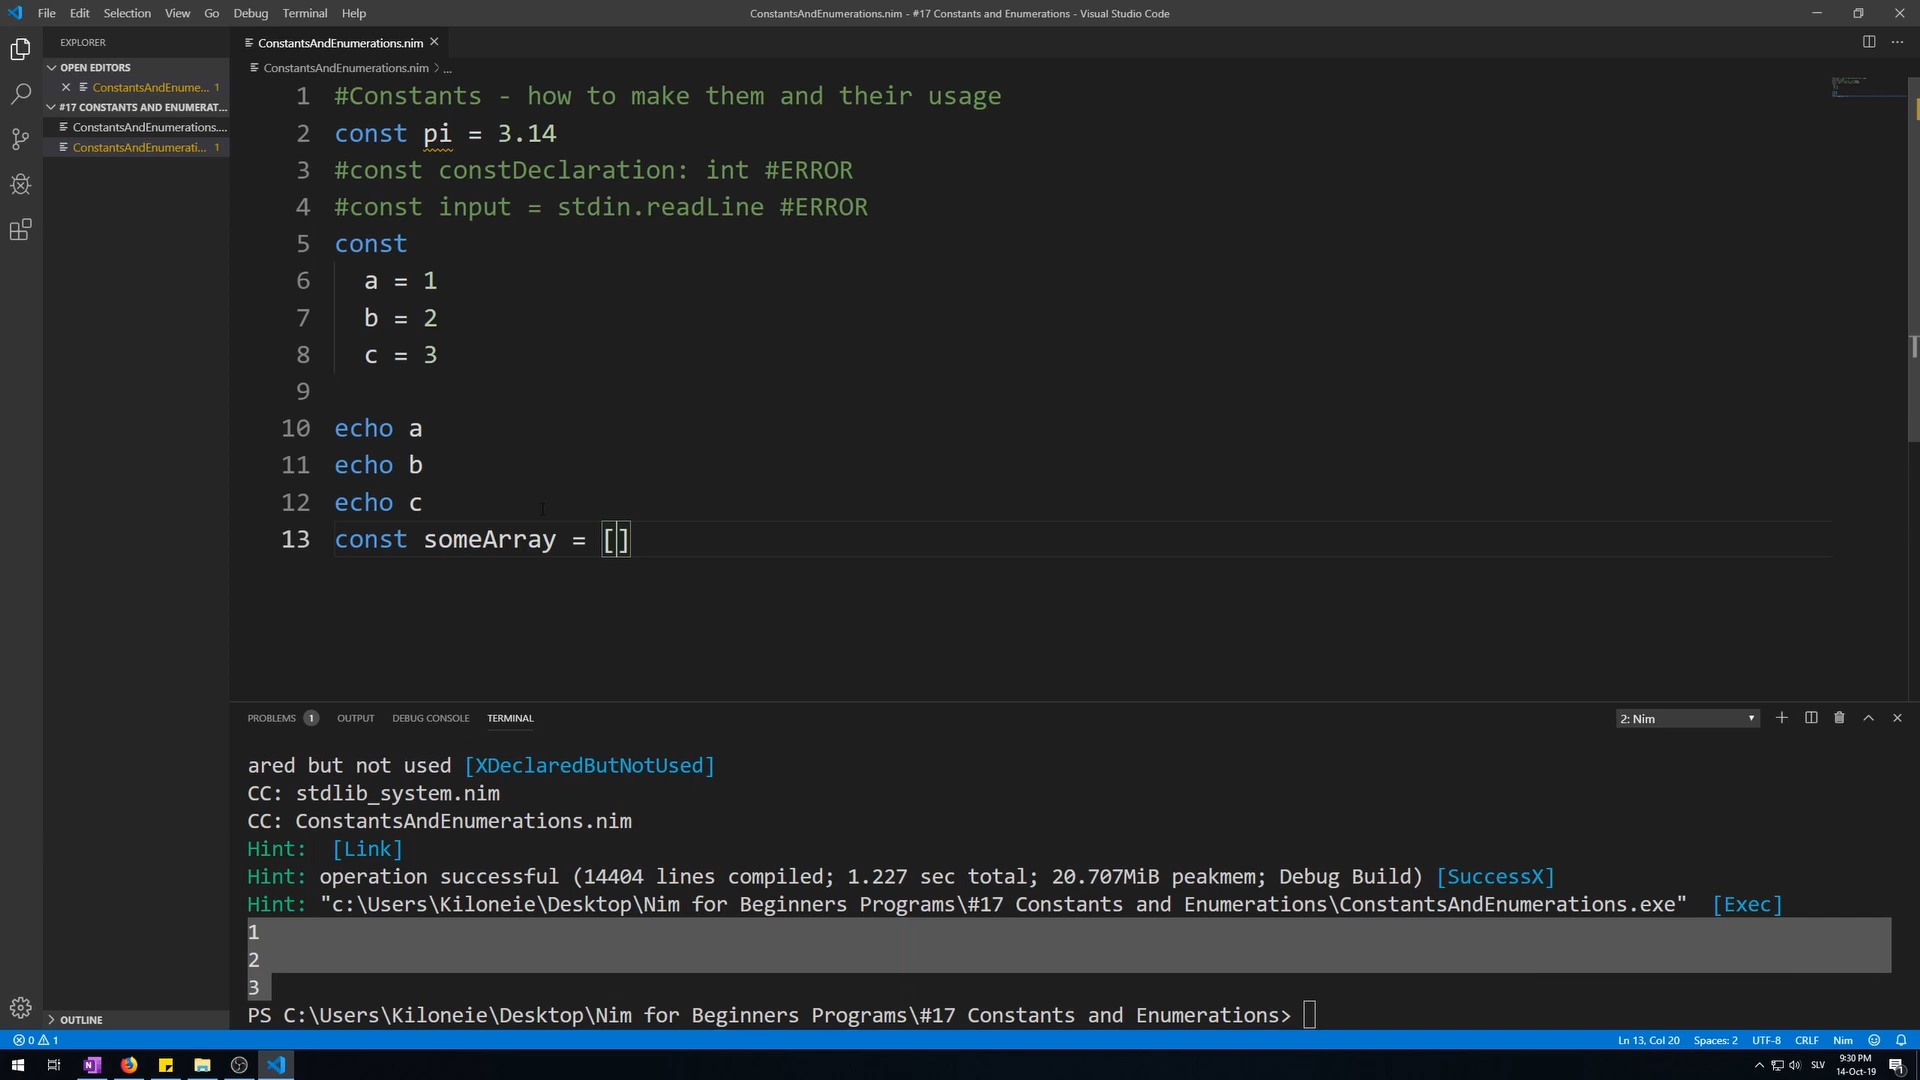 File Edit Selection View Go Debug Terminal Help
ConstantsAndEnumerations.nim - #17 Constants and Enumerations - Visual Studio Code
EXPLORER
OPEN EDITORS
ConstantsAndEnume... 1
#17 CONSTANTS AND ENUMERAT...
ConstantsAndEnumerations....
ConstantsAndEnumerati... 1
OUTLINE
ConstantsAndEnumerations.nim
ConstantsAndEnumerations.nim > ...
1 #Constants - how to make them and their usage
2 const pi = 3.14
3 #const constDeclaration: int #ERROR
4 #const input = stdin.readLine #ERROR
5 const
6 a = 1
7 b = 2
8 c = 3
9
10 echo a
11 echo b
12 echo c
13 const someArray = []
PROBLEMS 1 OUTPUT DEBUG CONSOLE TERMINAL
2: Nim
ared but not used [XDeclaredButNotUsed]
CC: stdlib_system.nim
CC: ConstantsAndEnumerations.nim
Hint: [Link]
Hint: operation successful (14404 lines compiled; 1.227 sec total; 20.707MiB peakmem; Debug Build) [SuccessX]
Hint: "c:\Users\Kiloneie\Desktop\Nim for Beginners Programs\#17 Constants and Enumerations\ConstantsAndEnumerations.exe" [Exec]
1
2
3
PS C:\Users\Kiloneie\Desktop\Nim for Beginners Programs\#17 Constants and Enumerations>
0 1
Ln 13, Col 20 Spaces: 2 UTF-8 CRLF Nim
SLV
9:30 PM
14-Oct-19